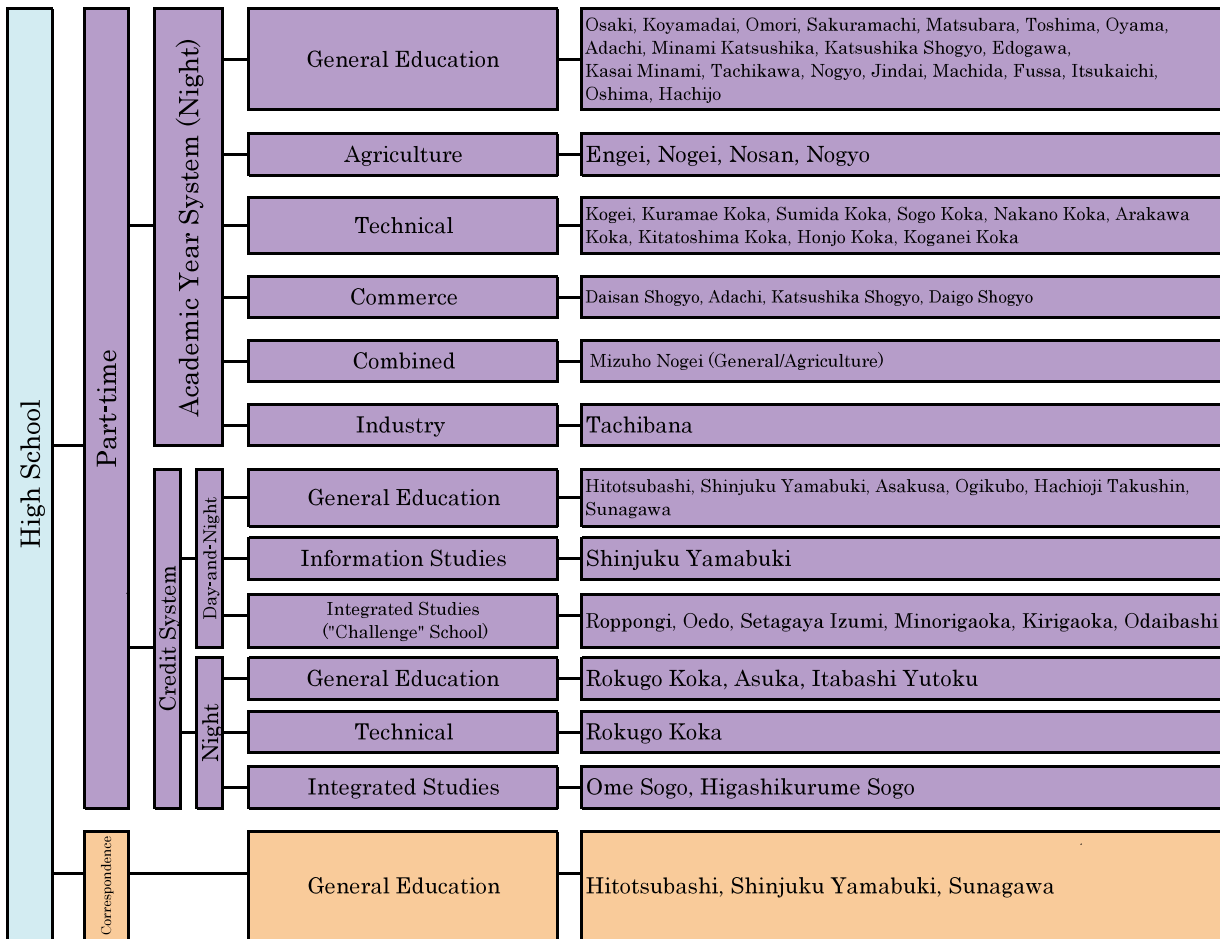 High School
Part-time
Academic Year System (Night)
General Education
Osaki, Koyamadai, Omori, Sakuramachi, Matsubara, Toshima, Oyama,
Adachi, Minami Katsushika, Katsushika Shogyo, Edogawa,
Kasai Minami, Tachikawa, Nogyo, Jindai, Machida, Fussa, Itsukaichi,
Oshima, Hachijo
Agriculture
Engei, Nogei, Nosan, Nogyo
Technical
Kogei, Kuramae Koka, Sumida Koka, Sogo Koka, Nakano Koka, Arakawa
Koka, Kitatoshima Koka, Honjo Koka, Koganei Koka
Commerce
Daisan Shogyo, Adachi, Katsushika Shogyo, Daigo Shogyo
Combined
Mizuho Nogei (General/Agriculture)
Industry
Tachibana
Credit System
Day-and-Night
General Education
Hitotsubashi, Shinjuku Yamabuki, Asakusa, Ogikubo, Hachioji Takushin,
Sunagawa
Information Studies
Shinjuku Yamabuki
Integrated Studies
("Challenge" School)
Roppongi, Oedo, Setagaya Izumi, Minorigaoka, Kirigaoka, Odaibashi
Night
General Education
Rokugo Koka, Asuka, Itabashi Yutoku
Technical
Rokugo Koka
Integrated Studies
Ome Sogo, Higashikurume Sogo
Correspondence
General Education
Hitotsubashi, Shinjuku Yamabuki, Sunagawa